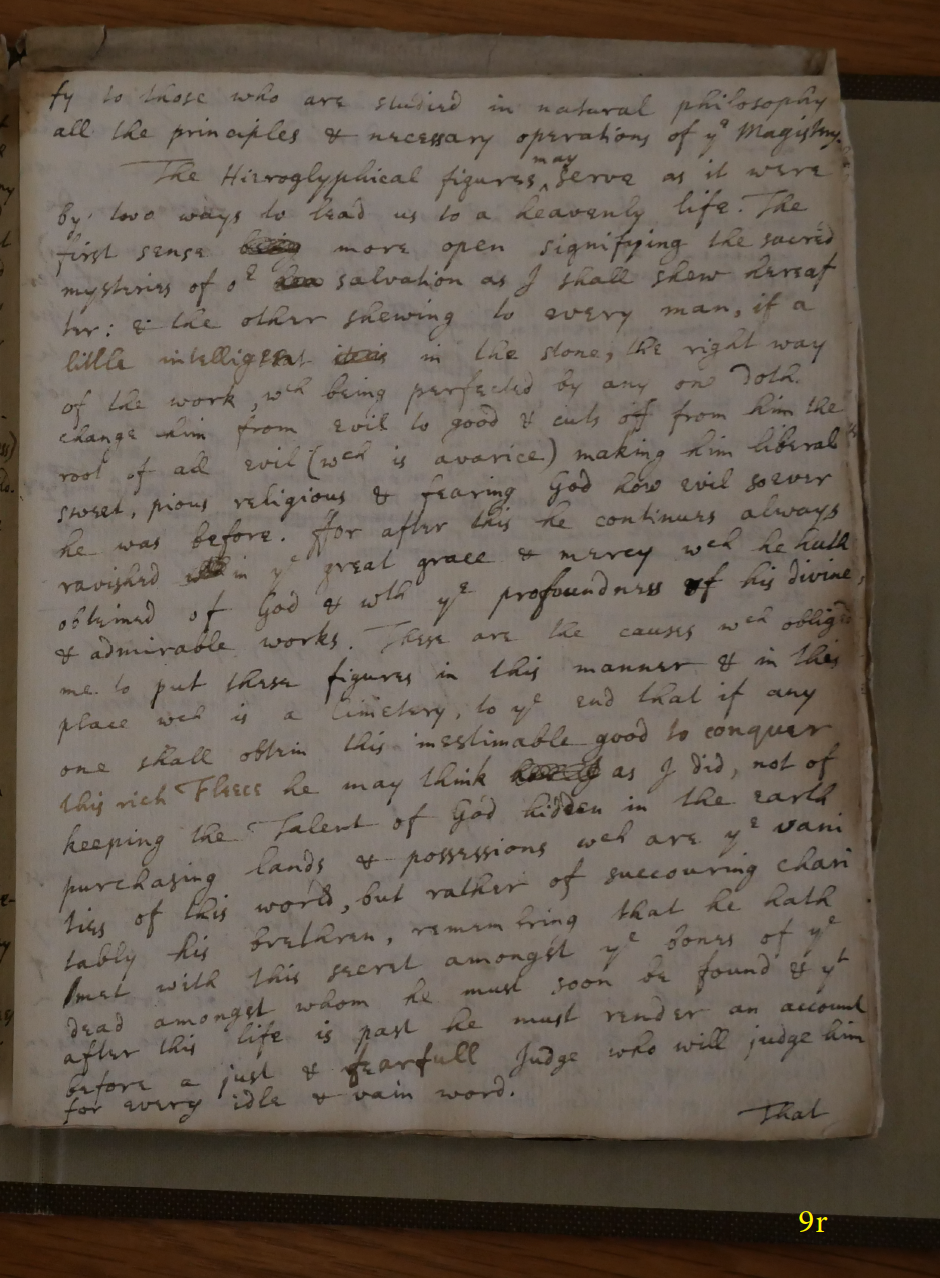 fy to those who are studied in natural philosophy
all the principles & necessary operations of yᵉ Magistery.
The Hieroglyphical figures may serve as it were
by two ways to lead us to a heavenly life. The
first sense being more open signifying the sacred
mysteries of oʳ salvation as I shall shew hereaf
ter: & the other shewing to every man, if a
little intelligent in the stone, the right way
of the work, wᶜʰ being perfected by any one doth
change him from evil to good & cuts off from him the
root of all evil (wᶜʰ is avarice) making him liberal
sweet, pious religious & fearing God how evil soever
he was before. For after this he continues always
ravished in yᵉ great grace & mercy wᶜʰ he hath
obteined of God & wᵗʰ yᵉ profoundness of his divine
& admirable works. These are the causes wᶜʰ obliged
me to put these figures in this manner & in this
place wᶜʰ is a Cimetery, to yᵉ end that if any
one shall obtein this inestimable good to conquer
this rich Fleece he may think as I did, not of
keeping the Talent of God hidden in the earth
purchasing lands & possessions wᶜʰ are yᵉ vani
ties of this world, but rather of succouring chari
tably his brethren, remembring that he hath
met with this secret amongst yᵉ bones of yᵉ
dead amongst whom he must soon be found & yᵗ
after this life is past he must render an account
before a just & fearfull Judge who will judge him
for every idle & vain word.
That
9r